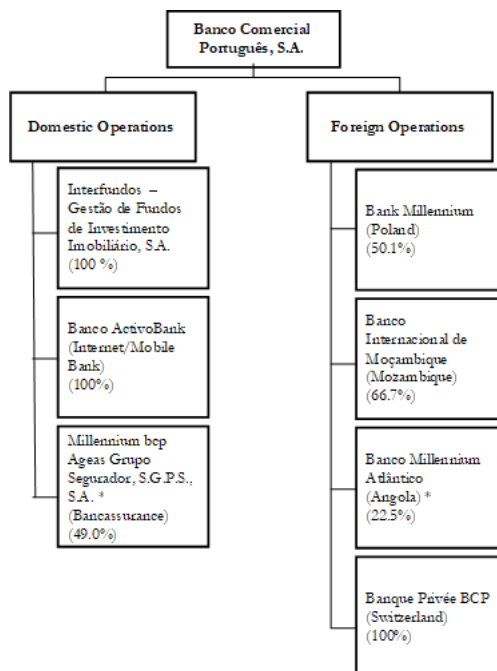 Banco Comercial
Português, S.A.
Domestic Operations
Interfundos –
Gestão de Fundos
de Investimento
Imobiliário, S.A.
(100 %)
Banco ActivoBank
(Internet/Mobile
Bank)
(100%)
Millennium bcp
Ageas Grupo
Segurador, S.G.P.S.,
S.A. *
(Bancassurance)
(49.0%)
Foreign Operations
Bank Millennium
(Poland)
(50.1%)
Banco
Internacional de
Moçambique
(Mozambique)
(66.7%)
Banco Millennium
Atlântico
(Angola) *
(22.5%)
Banque Privée BCP
(Switzerland)
(100%)